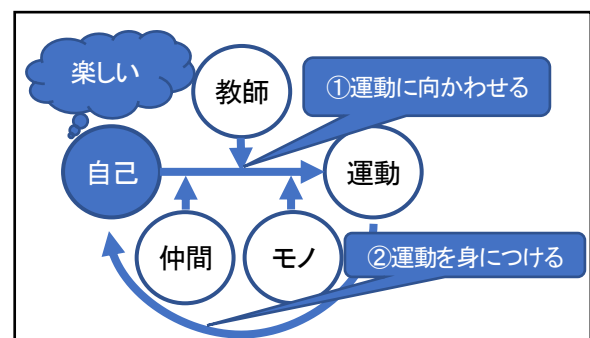 楽しい
教師
①運動に向かわせる
自己
運動
仲間
モノ
②運動を身につける